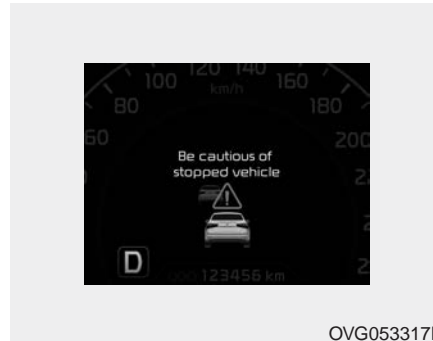 120 140
100 160
km/h
80 180
60 200
Be cautious of
stopped vehicle
D
123456 km
OVG053317